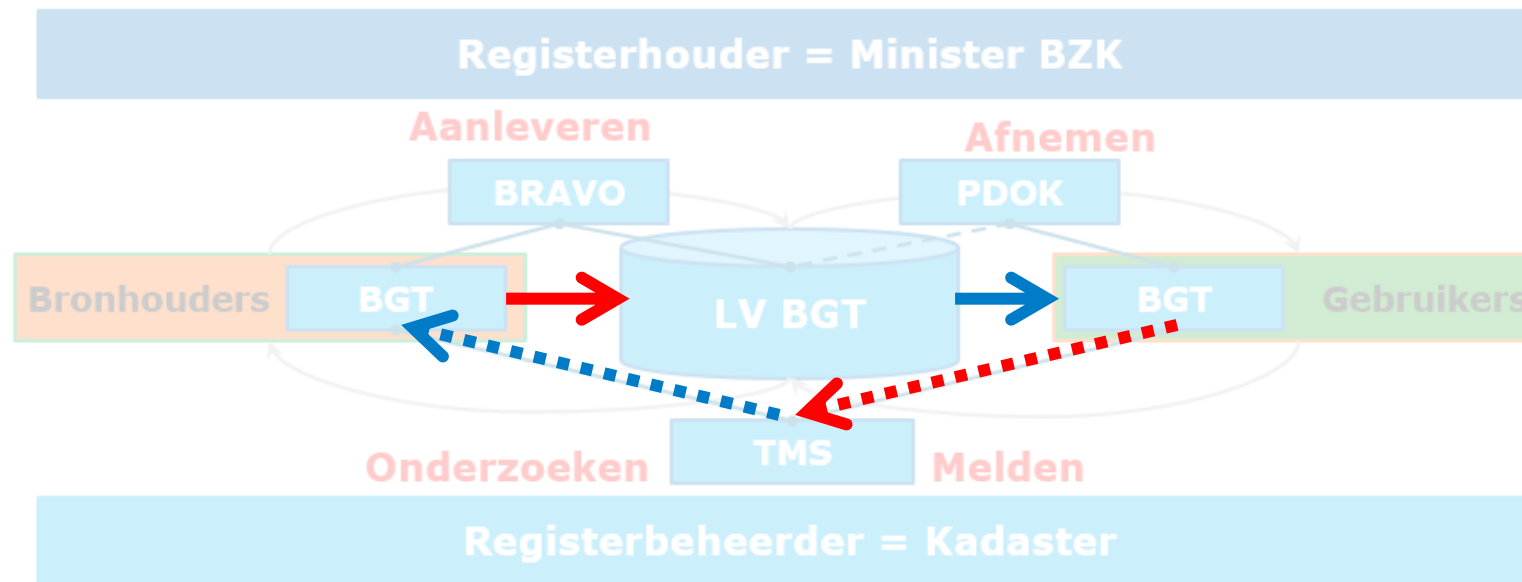 Registerhouder = Minister BZK
Aanleveren
Afnemen
BRAVO
PDOK
Bronhouders
BGT
LV BGT
BGT
Gebruikers
TMS
Onderzoeken
Melden
Registerbeheerder = Kadaster